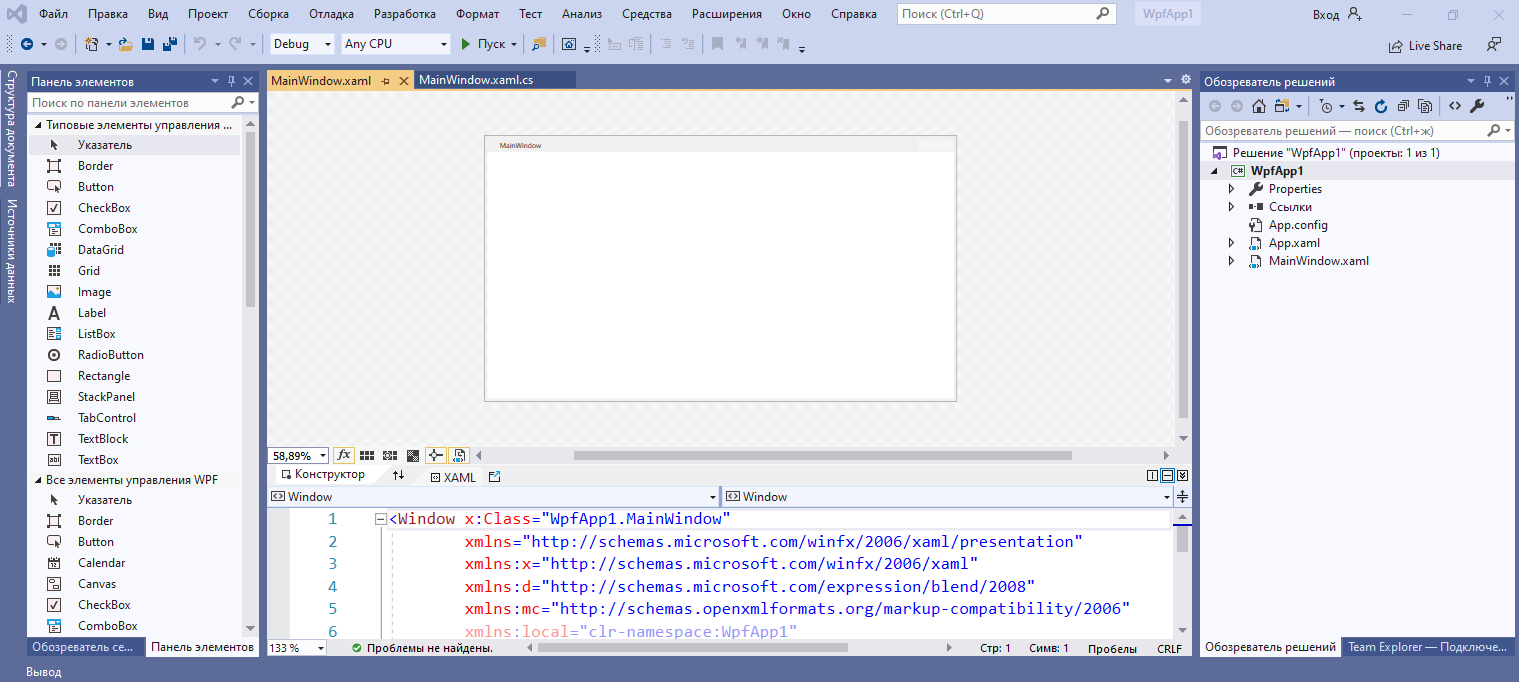 Файл Правка Вид Проект Сборка Отладка Разработка Формат Тест Анализ Средства Расширения Окно Справка Поиск (Ctrl+Q) WpfApp1 Вход
Debug Any CPU Пуск Live Share
Структура документа
Источники данных
Панель элементов
Поиск по панели элементов
Типовые элементы управления ...
Указатель
Border
Button
CheckBox
ComboBox
DataGrid
Grid
Image
Label
ListBox
RadioButton
Rectangle
StackPanel
TabControl
TextBlock
TextBox
Все элементы управления WPF
Указатель
Border
Button
Calendar
Canvas
CheckBox
ComboBox
Обозреватель се... Панель элементов
MainWindow.xaml MainWindow.xaml.cs
MainWindow
58,89% fx
Конструктор XAML
Window Window
1 <Window x:Class="WpfApp1.MainWindow"
2 xmlns="http://schemas.microsoft.com/winfx/2006/xaml/presentation"
3 xmlns:x="http://schemas.microsoft.com/winfx/2006/xaml"
4 xmlns:d="http://schemas.microsoft.com/expression/blend/2008"
5 xmlns:mc="http://schemas.openxmlformats.org/markup-compatibility/2006"
6 xmlns:local="clr-namespace:WpfApp1"
133 % Проблемы не найдены. Стр: 1 Симв: 1 Пробелы CRLF
Обозреватель решений
Обозреватель решений — поиск (Ctrl+ж)
Решение "WpfApp1" (проекты: 1 из 1)
C# WpfApp1
Properties
Ссылки
App.config
App.xaml
MainWindow.xaml
Обозреватель решений Team Explorer — Подключе...
Вывод